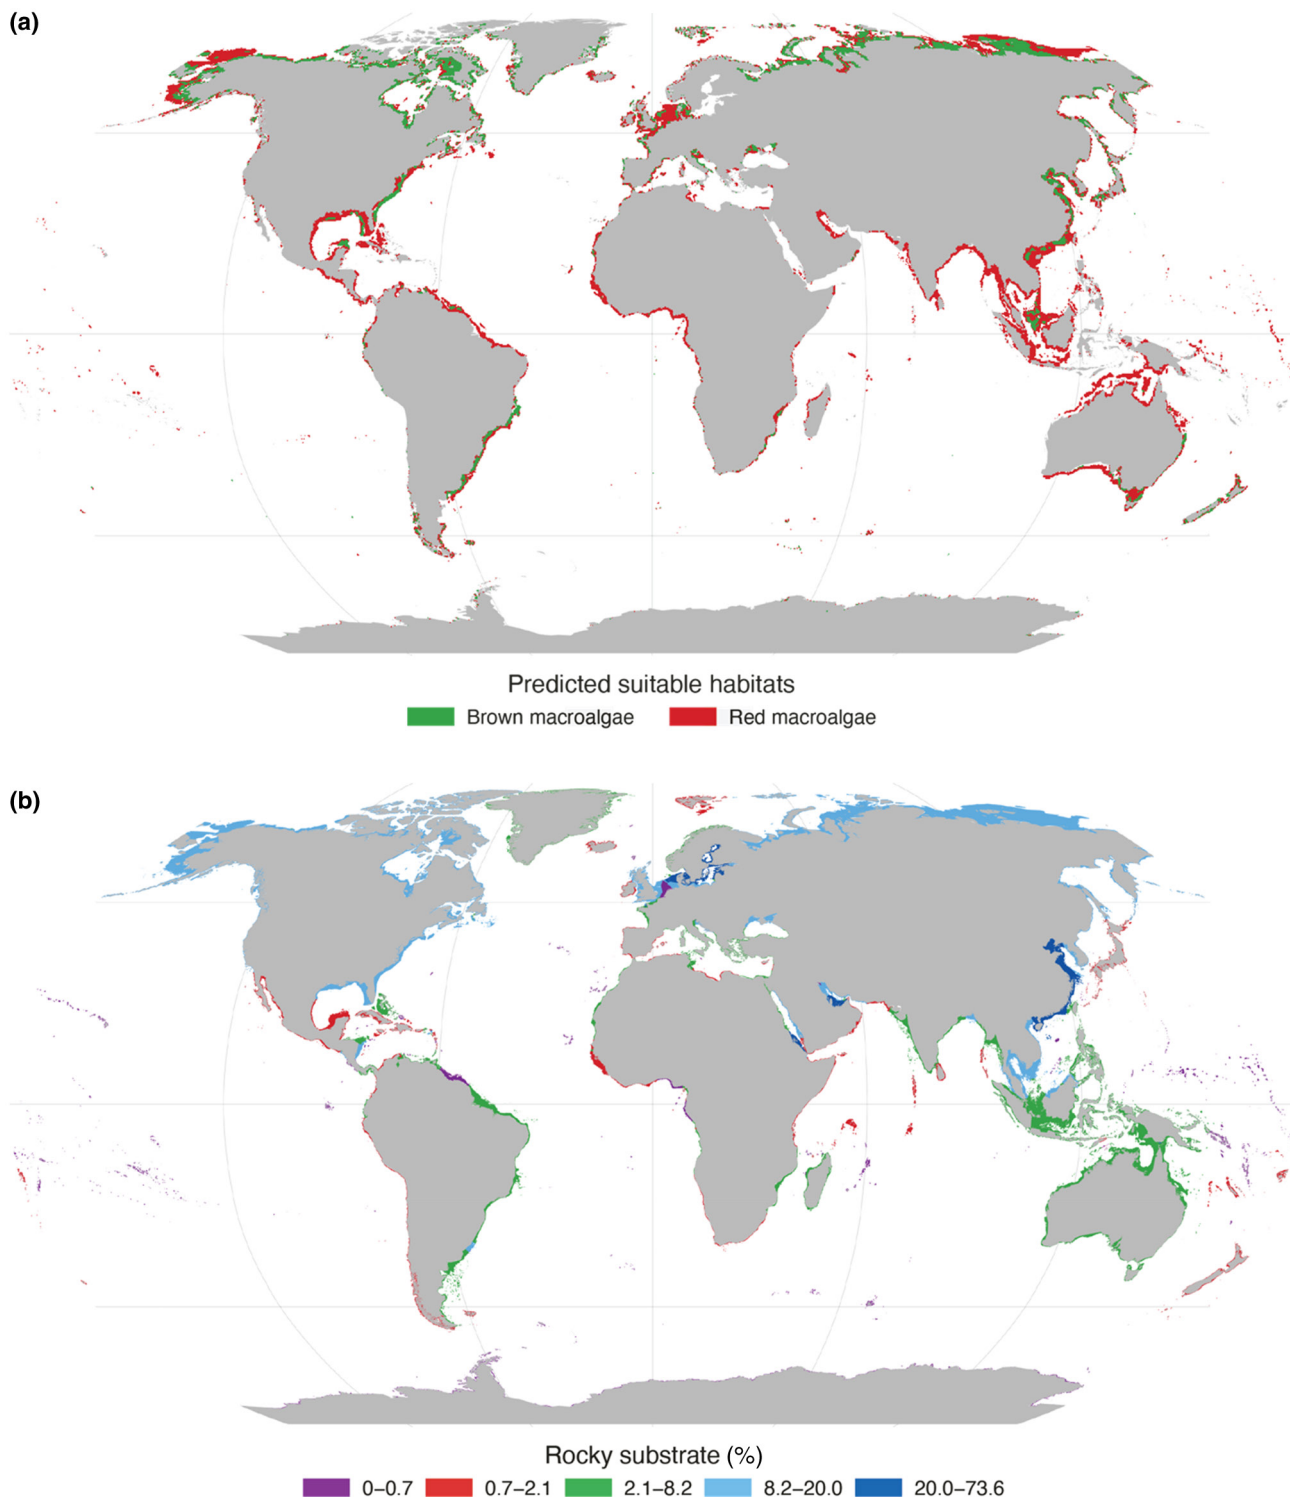 (a)
Predicted suitable habitats
Brown macroalgae Red macroalgae
(b)
Rocky substrate (%)
0–0.7 0.7–2.1 2.1–8.2 8.2–20.0 20.0–73.6